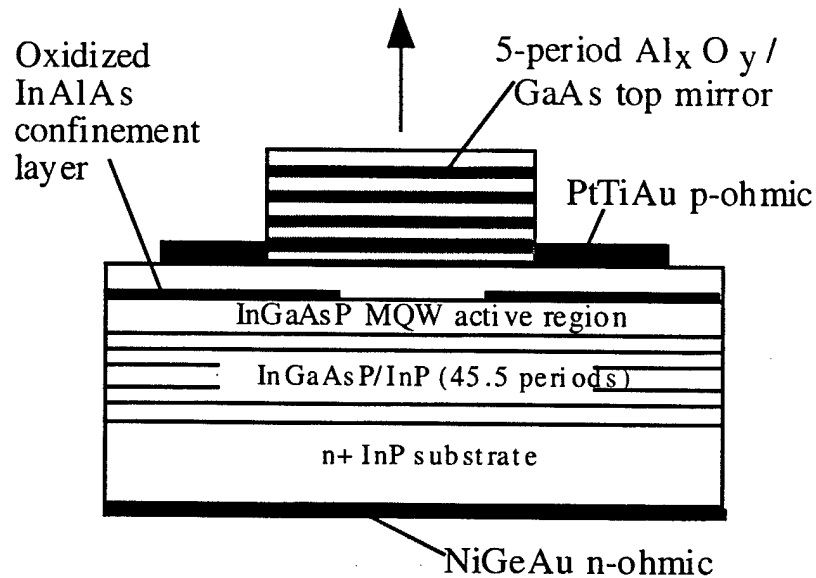 Oxidized
InAlAs
confinement
layer
5-period AlxOy/
GaAs top mirror
PtTiAu p-ohmic
InGaAsP MQW active region
InGaAsP/InP (45.5 periods)
n+ InP substrate
NiGeAu n-ohmic